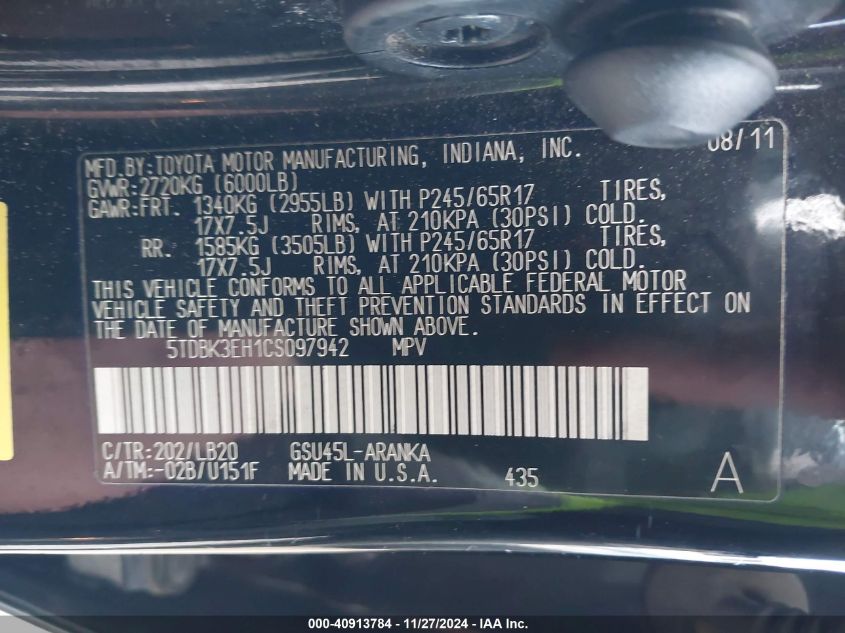 08/11
MFD.BY:TOYOTA MOTOR MANUFACTURING, INDIANA, INC.
GVWR:2720KG (6000LB)
GAWR:FRT. 1340KG (2955LB) WITH P245/65R17 TIRES,
17X7.5J RIMS, AT 210KPA (30PSI) COLD.
RR. 1585KG (3505LB) WITH P245/65R17 TIRES,
17X7.5J RIMS, AT 210KPA (30PSI) COLD.
THIS VEHICLE CONFORMS TO ALL APPLICABLE FEDERAL MOTOR
VEHICLE SAFETY AND THEFT PREVENTION STANDARDS IN EFFECT ON
THE DATE OF MANUFACTURE SHOWN ABOVE.
5TDBK3EH1CS097942 MPV
C/TR:202/LB20 GSU45L-ARANKA
A/TM:-02B/U151F MADE IN U.S.A. 435 A
000-40913784 - 11/27/2024 - IAA Inc.